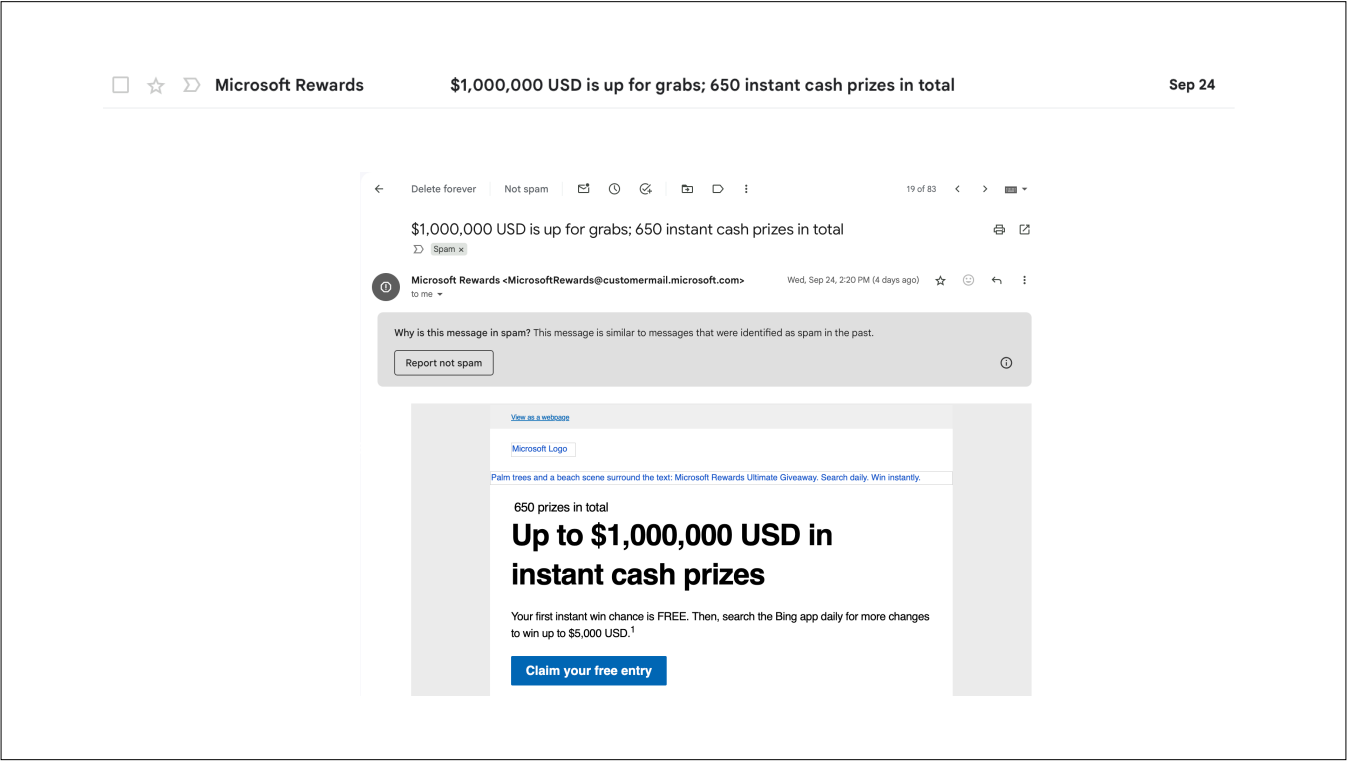 Microsoft Rewards $1,000,000 USD is up for grabs; 650 instant cash prizes in total Sep 24
Delete forever Not spam 19 of 83
$1,000,000 USD is up for grabs; 650 instant cash prizes in total
Spam x
Microsoft Rewards <MicrosoftRewards@customermail.microsoft.com> Wed, Sep 24, 2:20 PM (4 days ago)
to me
Why is this message in spam? This message is similar to messages that were identified as spam in the past.
Report not spam
View as a webpage
Microsoft Logo
Palm trees and a beach scene surround the text: Microsoft Rewards Ultimate Giveaway. Search daily. Win instantly.
650 prizes in total
Up to $1,000,000 USD in
instant cash prizes
Your first instant win chance is FREE. Then, search the Bing app daily for more changes
to win up to $5,000 USD.1
Claim your free entry